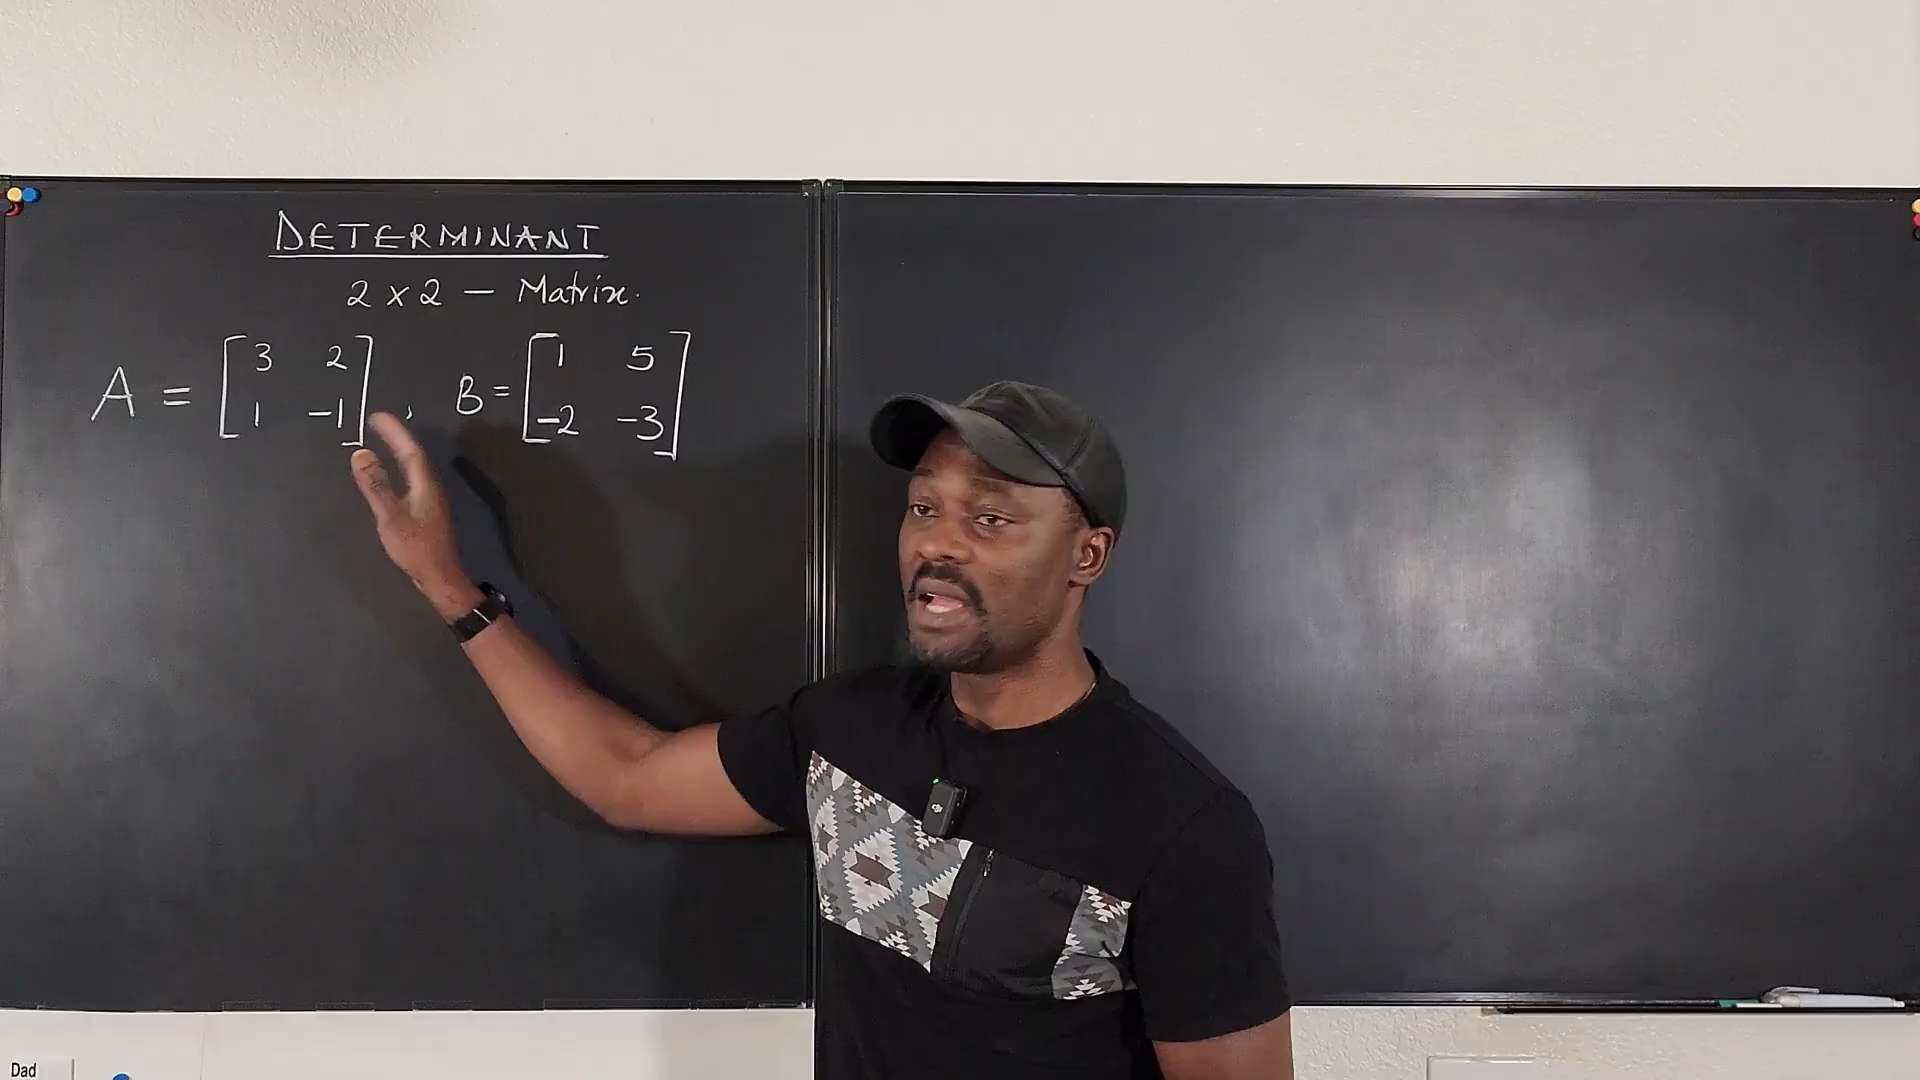 DETERMINANT
2 x 2 - Matrix.
A = [3 2
1 -1] , B = [1 5
-2 -3]
Dad